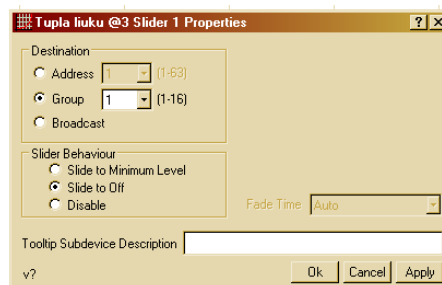 Tupla liuku @3 Slider 1 Properties
Destination
Address 1 (1-63)
Group 1 (1-16)
Broadcast
Slider Behaviour
Slide to Minimum Level
Slide to Off
Disable
Fade Time Auto
Tooltip Subdevice Description
v?
Ok Cancel Apply